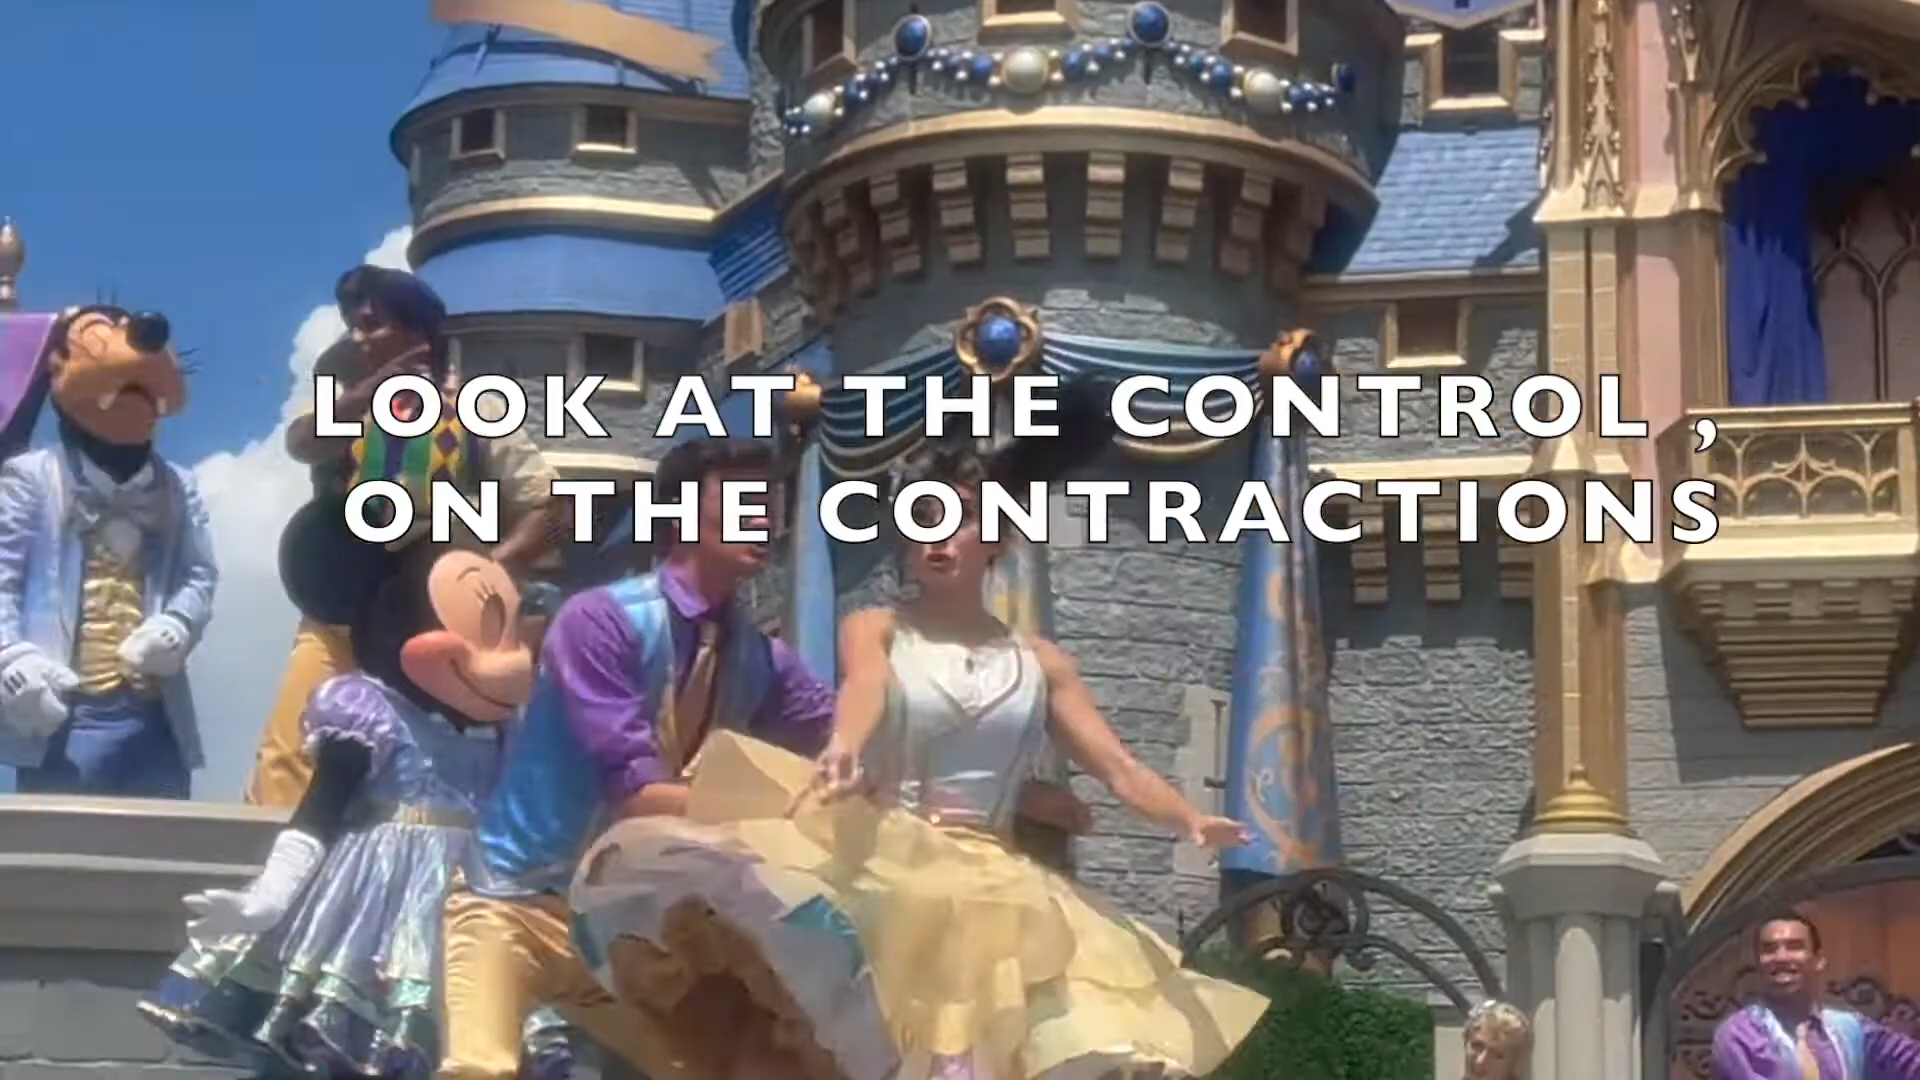 LOOK AT THE CONTROL ,
ON THE CONTRACTIONS